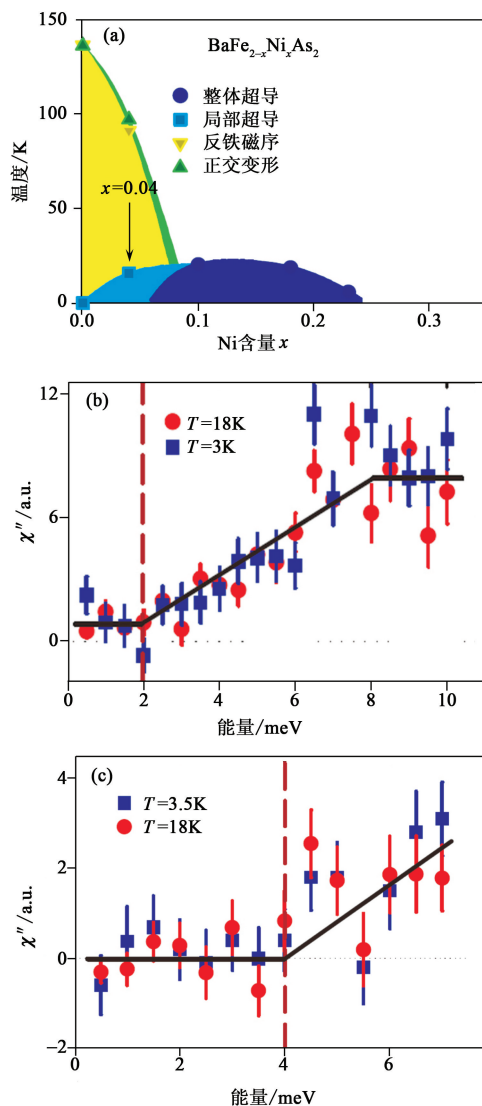 (a)
BaFe₂₋ₓNiₓAs₂
整体超导
局部超导
反铁磁序
正交变形
x=0.04
150
100
50
0
温度/K
0.0
0.1
0.2
0.3
Ni含量 x
(b)
T=18K
T=3K
12
6
0
χ″/a.u.
0
2
4
6
8
10
能量/meV
(c)
T=3.5K
T=18K
4
2
0
−2
χ″/a.u.
0
2
4
6
能量/meV